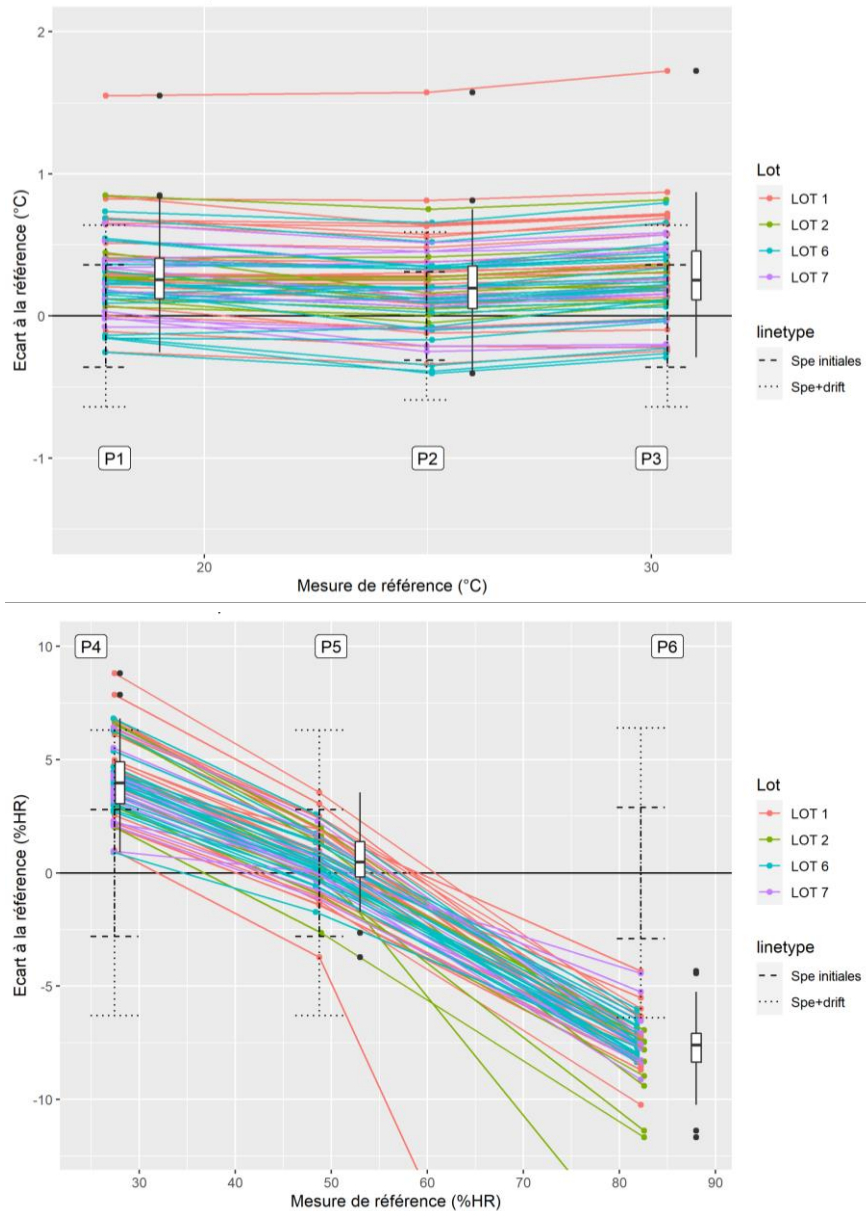 2
1
0
-1
Ecart à la référence (°C)
P1
P2
P3
20
30
Mesure de référence (°C)
Lot
LOT 1
LOT 2
LOT 6
LOT 7
linetype
Spe initiales
Spe+drift
10
5
0
-5
-10
Ecart à la référence (%HR)
P4
P5
P6
30
40
50
60
70
80
90
Mesure de référence (%HR)
Lot
LOT 1
LOT 2
LOT 6
LOT 7
linetype
Spe initiales
Spe+drift